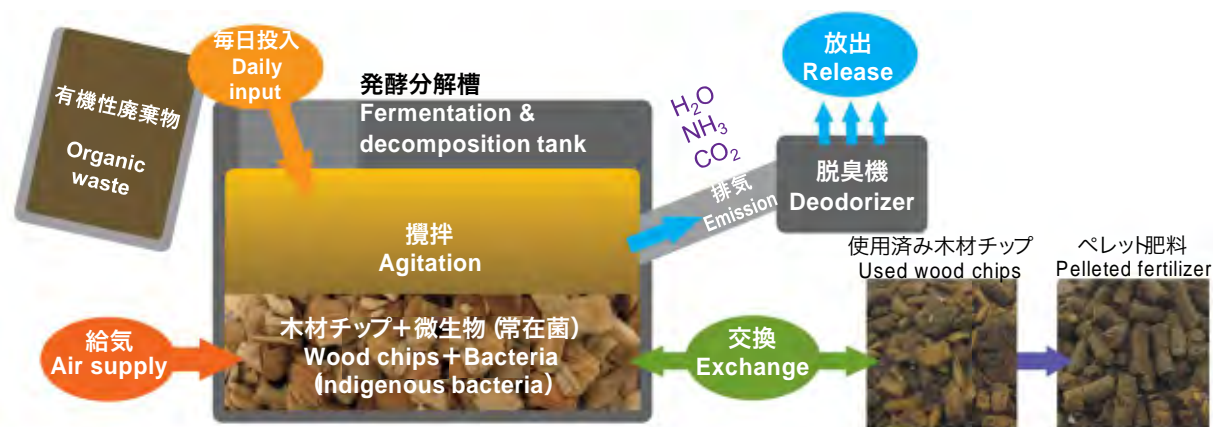 有機性廃棄物
Organic
waste
毎日投入
Daily
input
発酵分解槽
Fermentation &
decomposition tank
攪拌
Agitation
木材チップ＋微生物（常在菌）
Wood chips＋Bacteria
（Indigenous bacteria）
給気
Air supply
H₂O
NH₃
CO₂
排気
Emission
放出
Release
脱臭機
Deodorizer
交換
Exchange
使用済み木材チップ
Used wood chips
ペレット肥料
Pelleted fertilizer